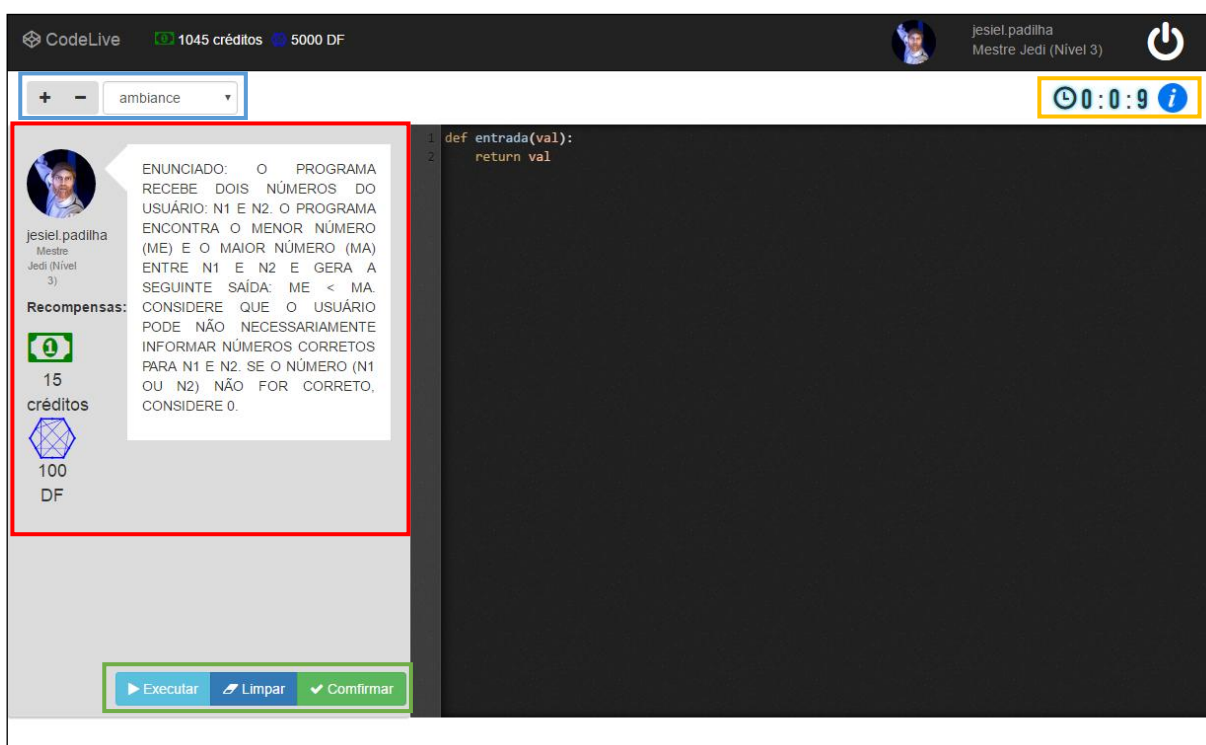 CodeLive 1045 créditos 5000 DF
jesiel.padilha
Mestre Jedi (Nível 3)
+ - ambiance
0:0:9 i
jesiel.padilha
Mestre
Jedi (Nível
3)
Recompensas:
1
15
créditos
100
DF
ENUNCIADO: O PROGRAMA
RECEBE DOIS NÚMEROS DO
USUÁRIO: N1 E N2. O PROGRAMA
ENCONTRA O MENOR NÚMERO
(ME) E O MAIOR NÚMERO (MA)
ENTRE N1 E N2 E GERA A
SEGUINTE SAÍDA: ME < MA.
CONSIDERE QUE O USUÁRIO
PODE NÃO NECESSARIAMENTE
INFORMAR NÚMEROS CORRETOS
PARA N1 E N2. SE O NÚMERO (N1
OU N2) NÃO FOR CORRETO,
CONSIDERE 0.
1 def entrada(val):
2     return val
Executar Limpar Comfirmar